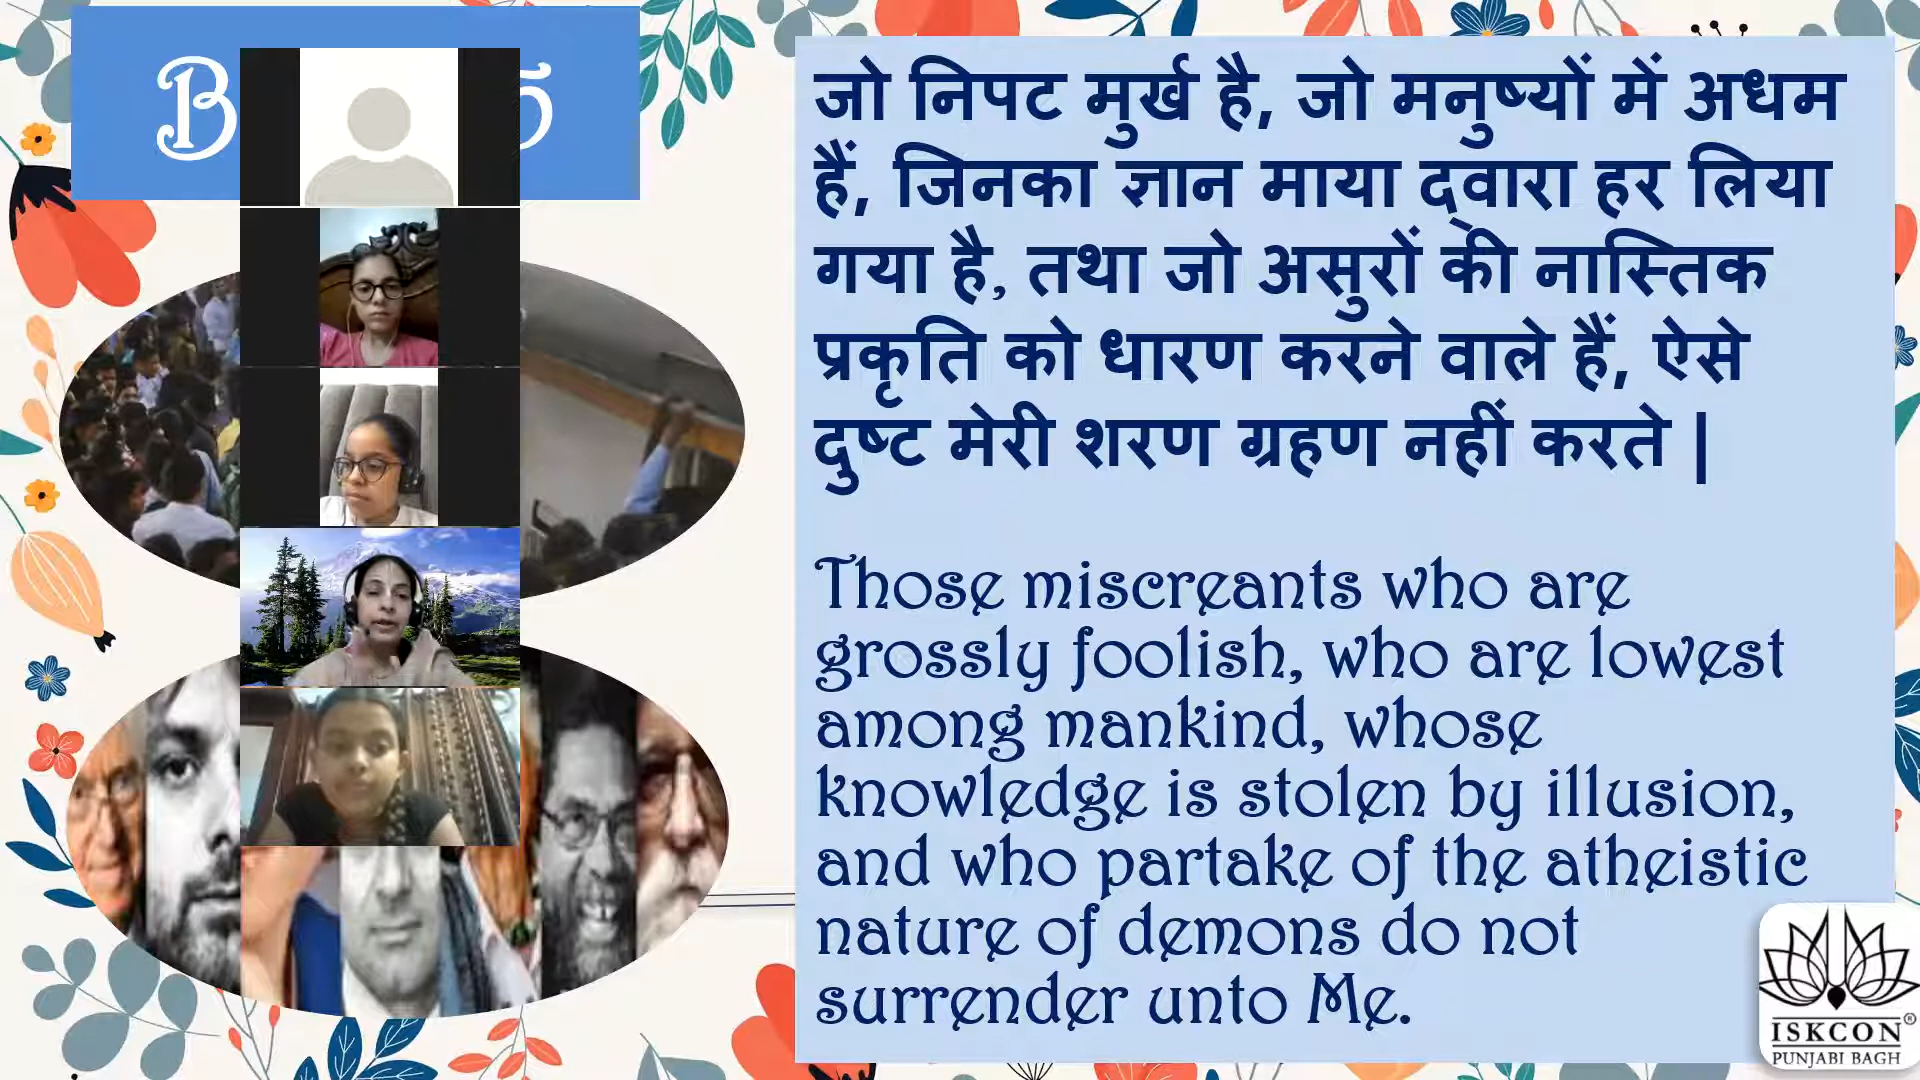 B 5
जो निपट मुर्ख है, जो मनुष्यों में अधम
हैं, जिनका ज्ञान माया द्वारा हर लिया
गया है, तथा जो असुरों की नास्तिक
प्रकृति को धारण करने वाले हैं, ऐसे
दुष्ट मेरी शरण ग्रहण नहीं करते |
Those miscreants who are
grossly foolish, who are lowest
among mankind, whose
knowledge is stolen by illusion,
and who partake of the atheistic
nature of demons do not
surrender unto Me.
ISKCON®
PUNJABI BAGH